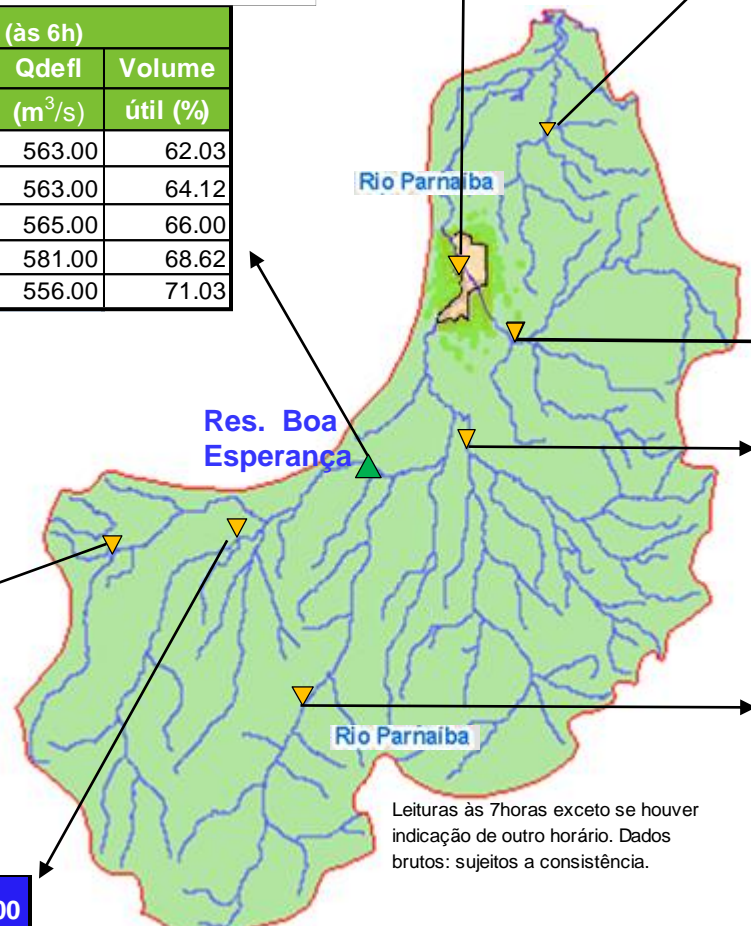 (às 6h)
Qdefl Volume
(m³/s) útil (%)
563.00 62.03
563.00 64.12
565.00 66.00
581.00 68.62
556.00 71.03
Rio Parnaíba
Res. Boa
Esperança
Rio Parnaíba
Leituras às 7horas exceto se houver
indicação de outro horário. Dados
brutos: sujeitos a consistência.
00